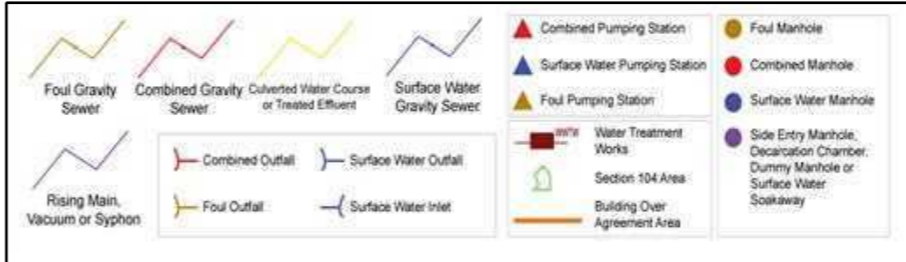 Foul Gravity
Sewer
Combined Gravity
Sewer
Culverted Water Course
or Treated Effluent
Surface Water
Gravity Sewer
Rising Main,
Vacuum or Syphon
Combined Outfall
Surface Water Outfall
Foul Outfall
Surface Water Inlet
Combined Pumping Station
Surface Water Pumping Station
Foul Pumping Station
WWTW
Water Treatment
Works
Section 104 Area
Building Over
Agreement Area
Foul Manhole
Combined Manhole
Surface Water Manhole
Side Entry Manhole,
Decarcation Chamber,
Dummy Manhole or
Surface Water
Soakaway